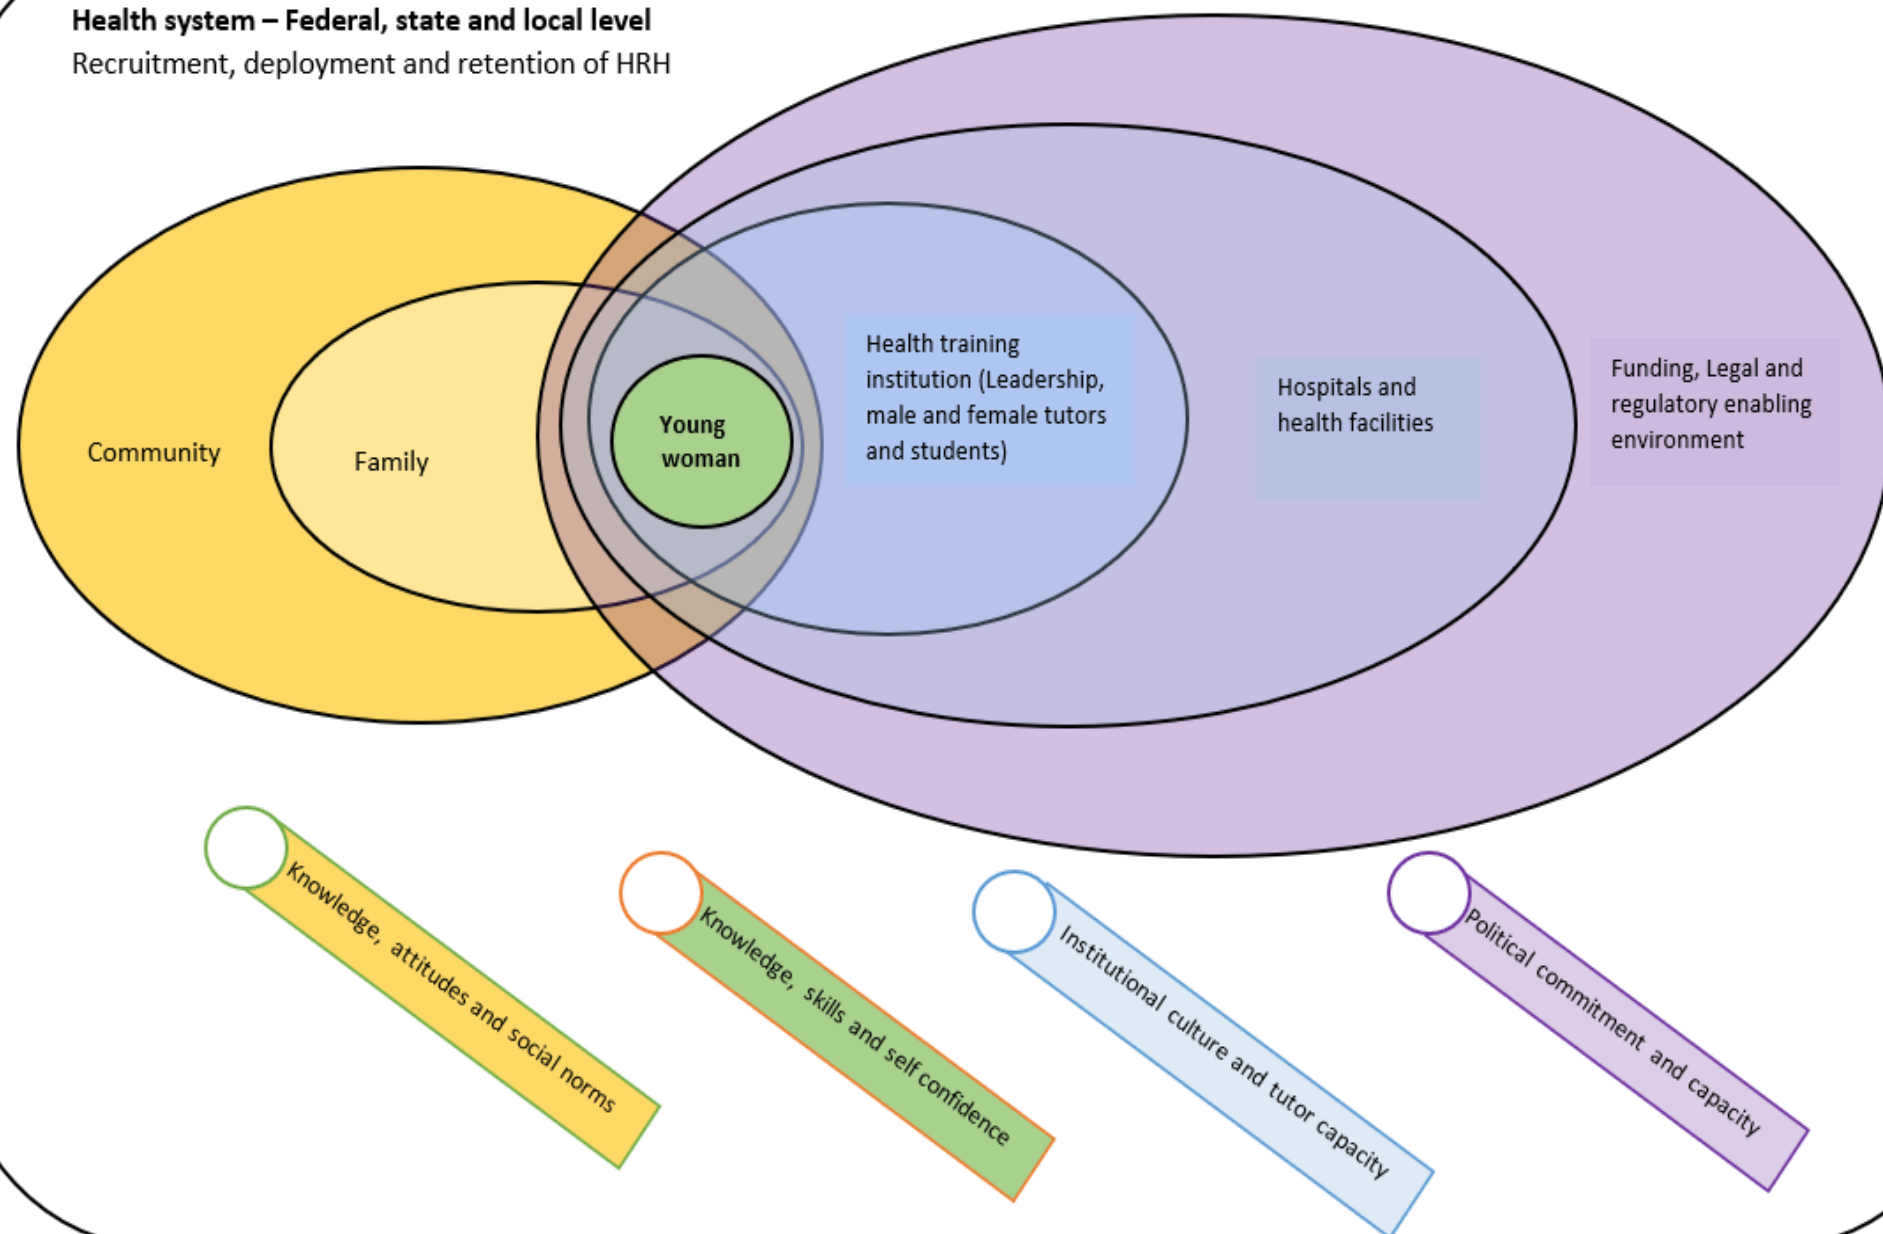 Health system – Federal, state and local level
Recruitment, deployment and retention of HRH
Community
Family
Young
woman
Health training
institution (Leadership,
male and female tutors
and students)
Hospitals and
health facilities
Funding, Legal and
regulatory enabling
environment
Knowledge, attitudes and social norms
Knowledge, skills and self confidence
Institutional culture and tutor capacity
Political commitment and capacity